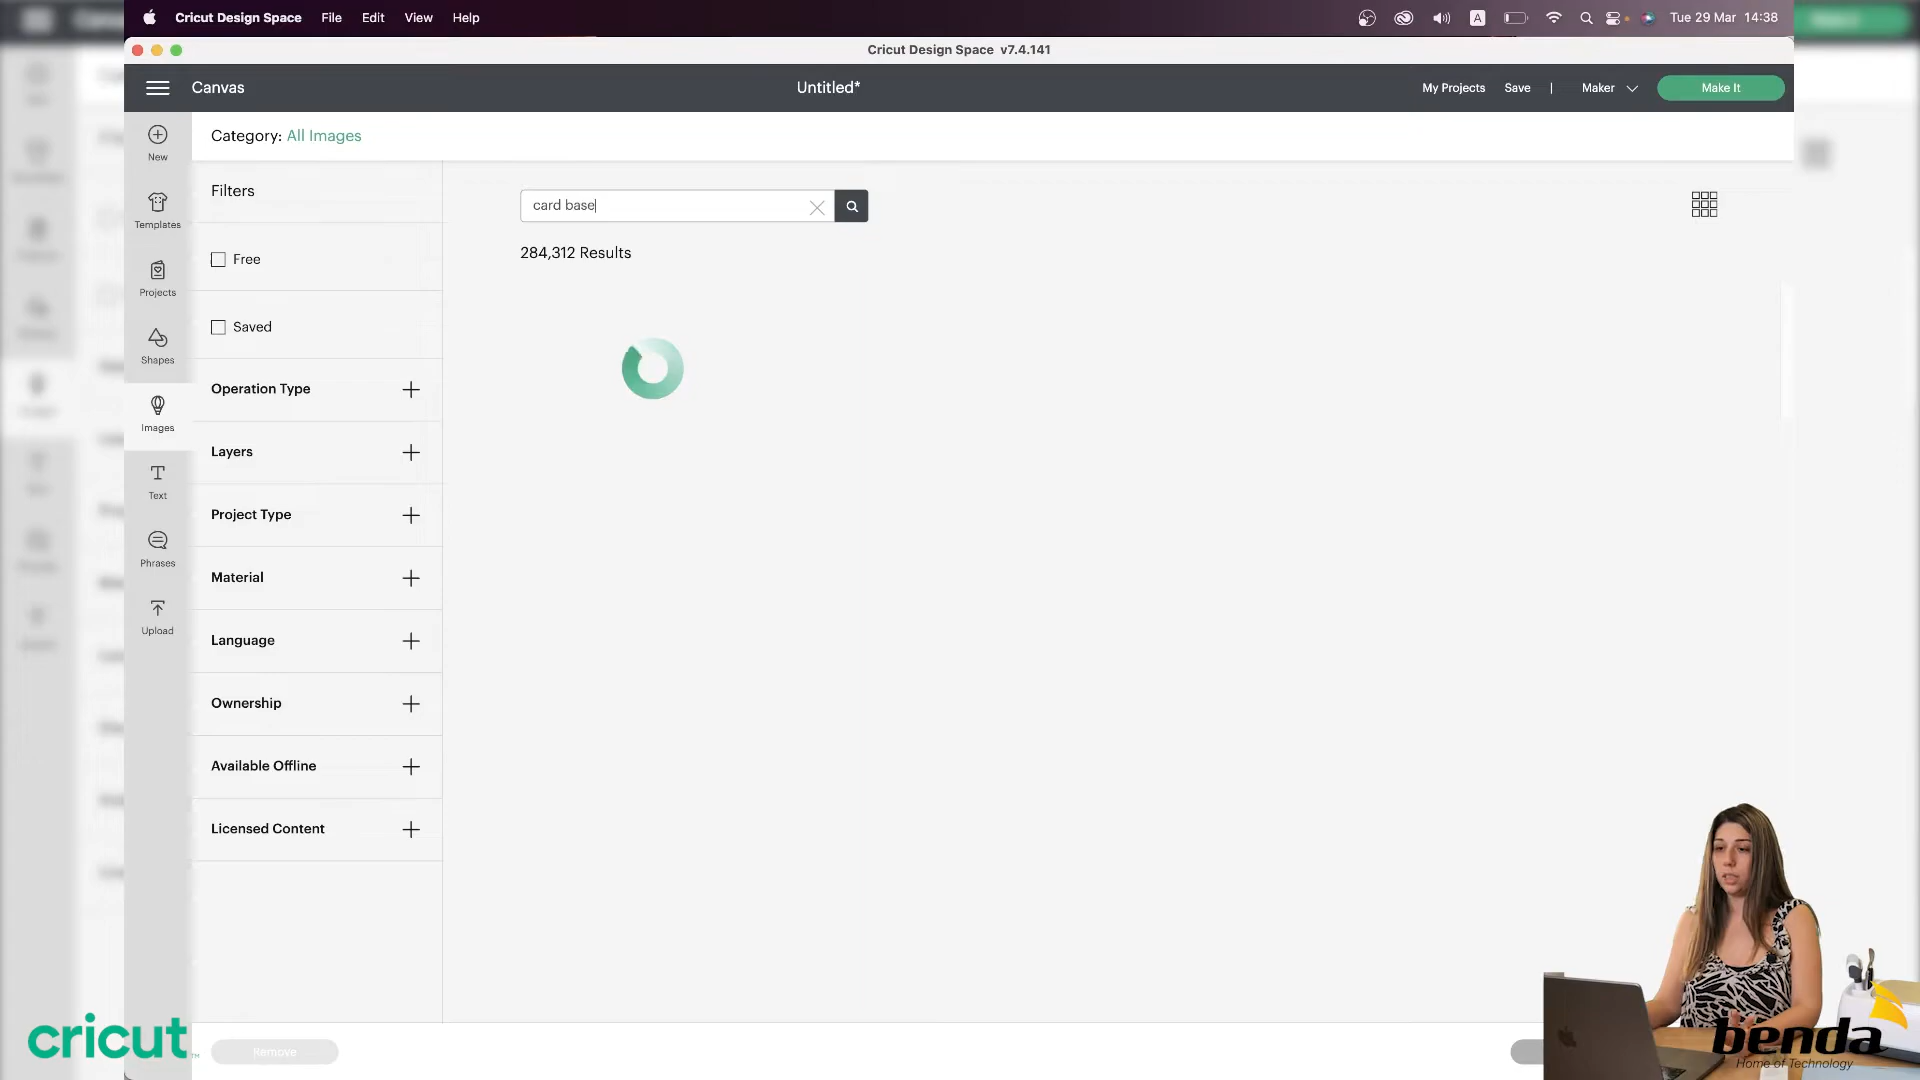 Cricut Design Space File Edit View Help
A
Tue 29 Mar 14:38
Cricut Design Space v7.4.141
Canvas
Untitled*
My Projects Save | Maker
Make It
Category: All Images
New
Templates
Projects
Shapes
Images
Text
Phrases
Upload
Filters
Free
Saved
Operation Type
Layers
Project Type
Material
Language
Ownership
Available Offline
Licensed Content
card base
284,312 Results
Remove
cricut™
benda
Home of Technology